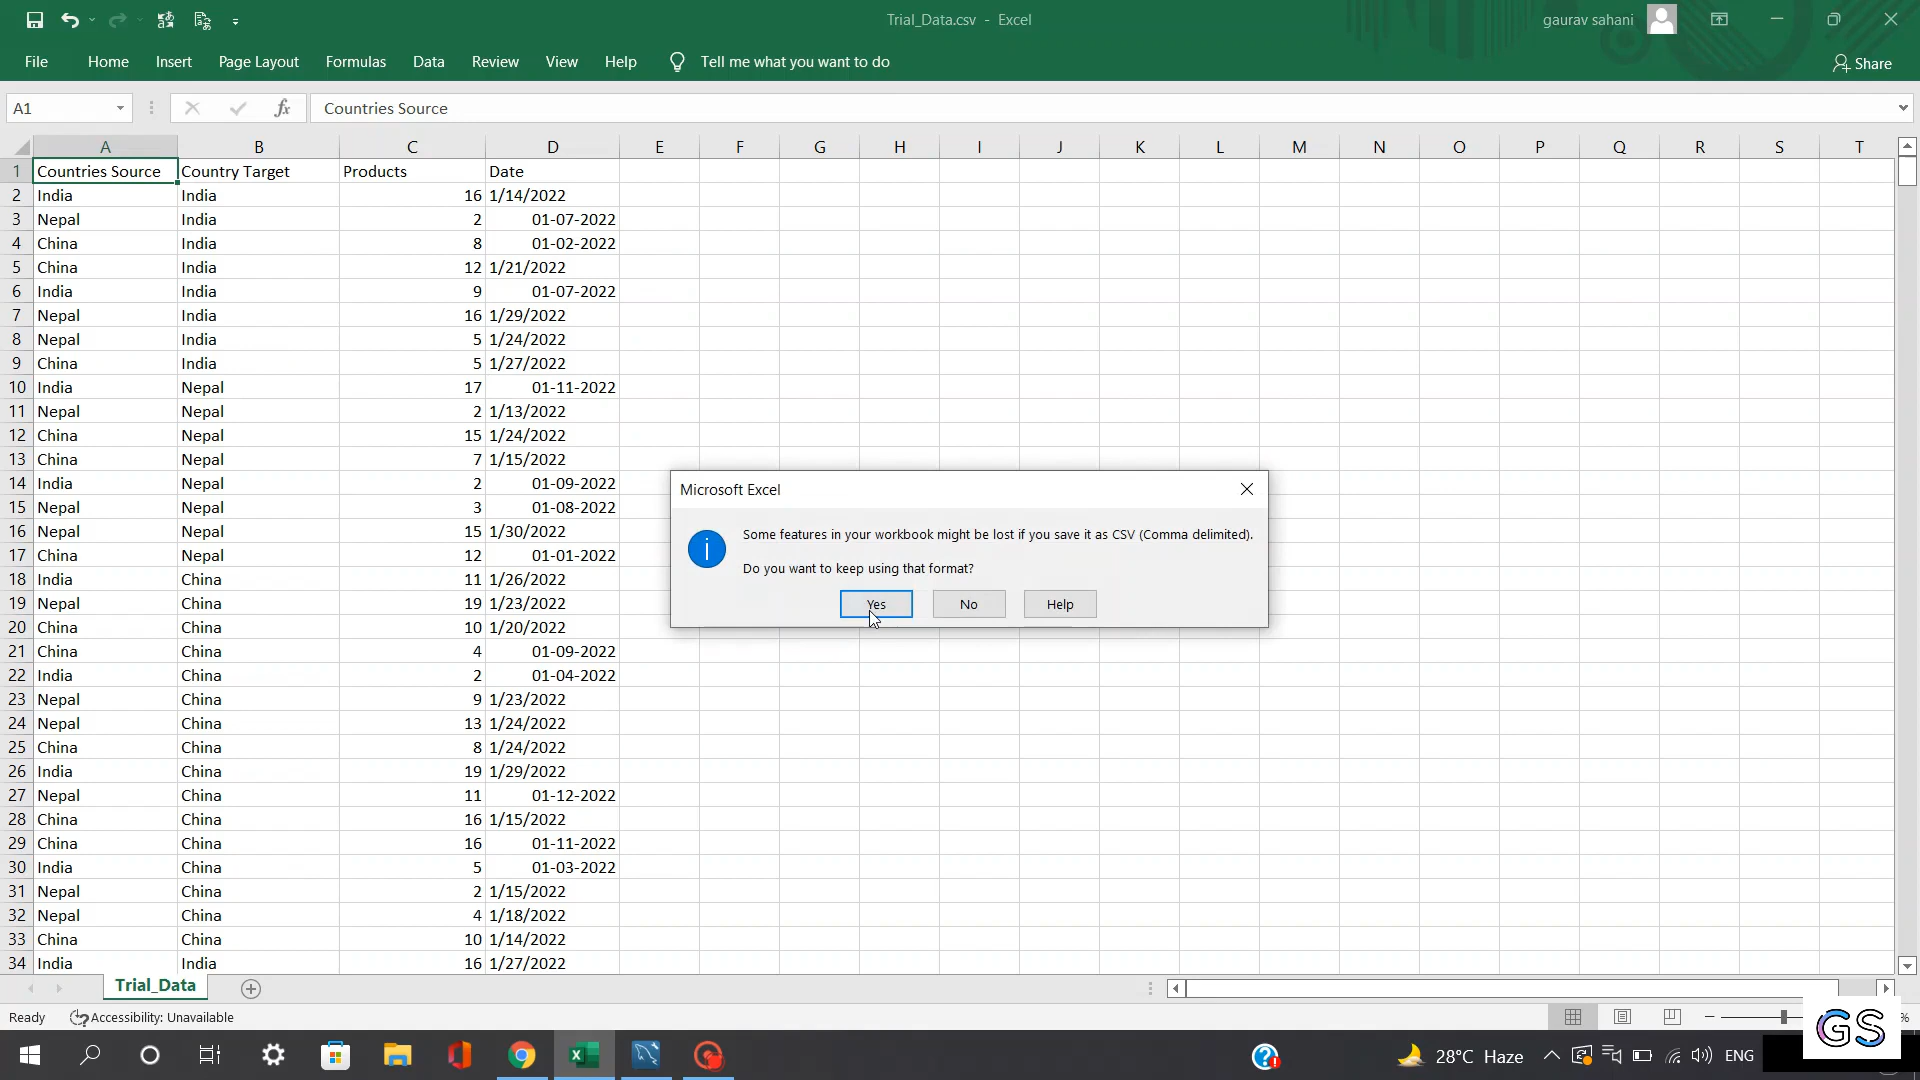 Trial_Data.csv - Excel
gaurav sahani
File Home Insert Page Layout Formulas Data Review View Help Tell me what you want to do Share
A1 fx Countries Source
A B C D E F G H I J K L M N O P Q R S T
1 Countries Source Country Target Products Date
2 India India 16 1/14/2022
3 Nepal India 2 01-07-2022
4 China India 8 01-02-2022
5 China India 12 1/21/2022
6 India India 9 01-07-2022
7 Nepal India 16 1/29/2022
8 Nepal India 5 1/24/2022
9 China India 5 1/27/2022
10 India Nepal 17 01-11-2022
11 Nepal Nepal 2 1/13/2022
12 China Nepal 15 1/24/2022
13 China Nepal 7 1/15/2022
14 India Nepal 2 01-09-2022
15 Nepal Nepal 3 01-08-2022
16 Nepal Nepal 15 1/30/2022
17 China Nepal 12 01-01-2022
18 India China 11 1/26/2022
19 Nepal China 19 1/23/2022
20 China China 10 1/20/2022
21 China China 4 01-09-2022
22 India China 2 01-04-2022
23 Nepal China 9 1/23/2022
24 Nepal China 13 1/24/2022
25 China China 8 1/24/2022
26 India China 19 1/29/2022
27 Nepal China 11 01-12-2022
28 China China 16 1/15/2022
29 China China 16 01-11-2022
30 India China 5 01-03-2022
31 Nepal China 2 1/15/2022
32 Nepal China 4 1/18/2022
33 China China 10 1/14/2022
34 India India 16 1/27/2022
Microsoft Excel
Some features in your workbook might be lost if you save it as CSV (Comma delimited).
Do you want to keep using that format?
Yes No Help
Trial_Data
Ready Accessibility: Unavailable %
GS
28°C Haze ENG